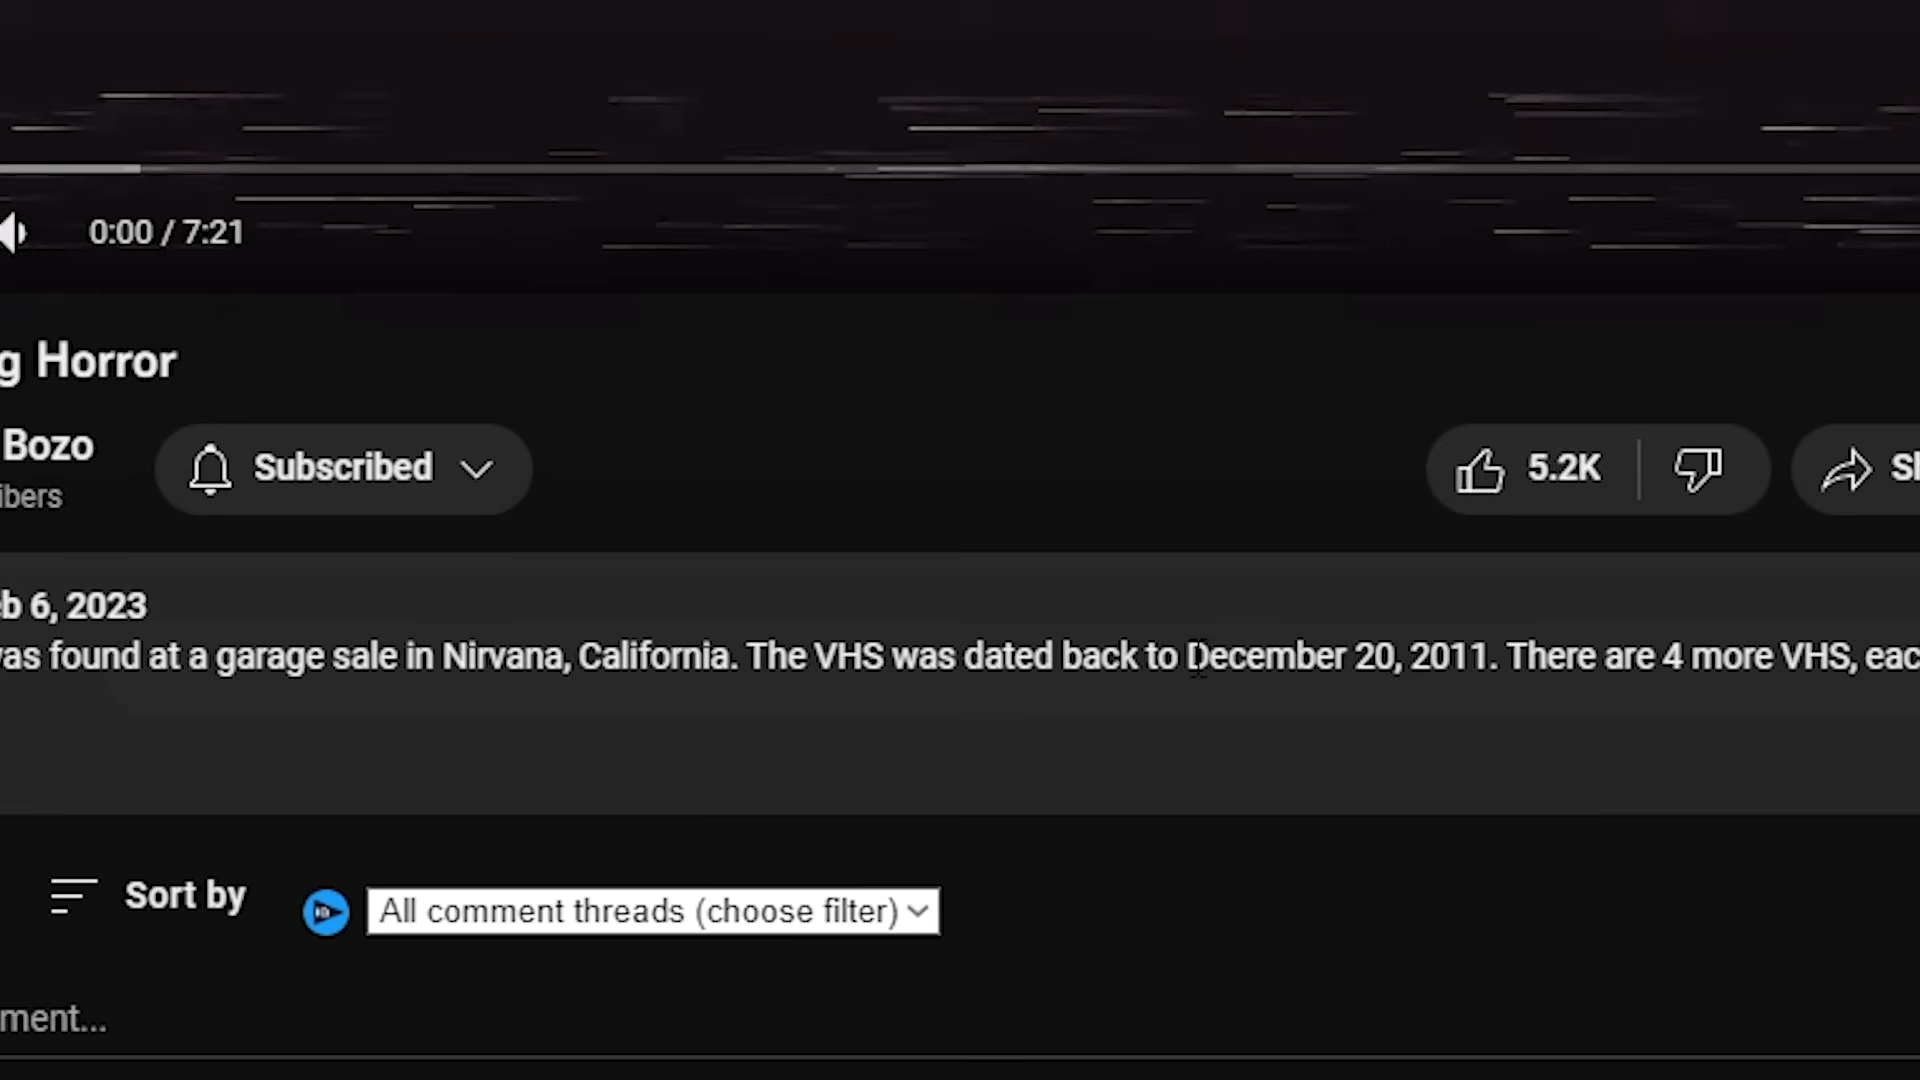 0:00 / 7:21
g Horror
Bozo
Subscribed
5.2K
ibers
6, 2023
was found at a garage sale in Nirvana, California. The VHS was dated back to December 20, 2011. There are 4 more VHS, eac
Sort by
All comment threads (choose filter)
ment...